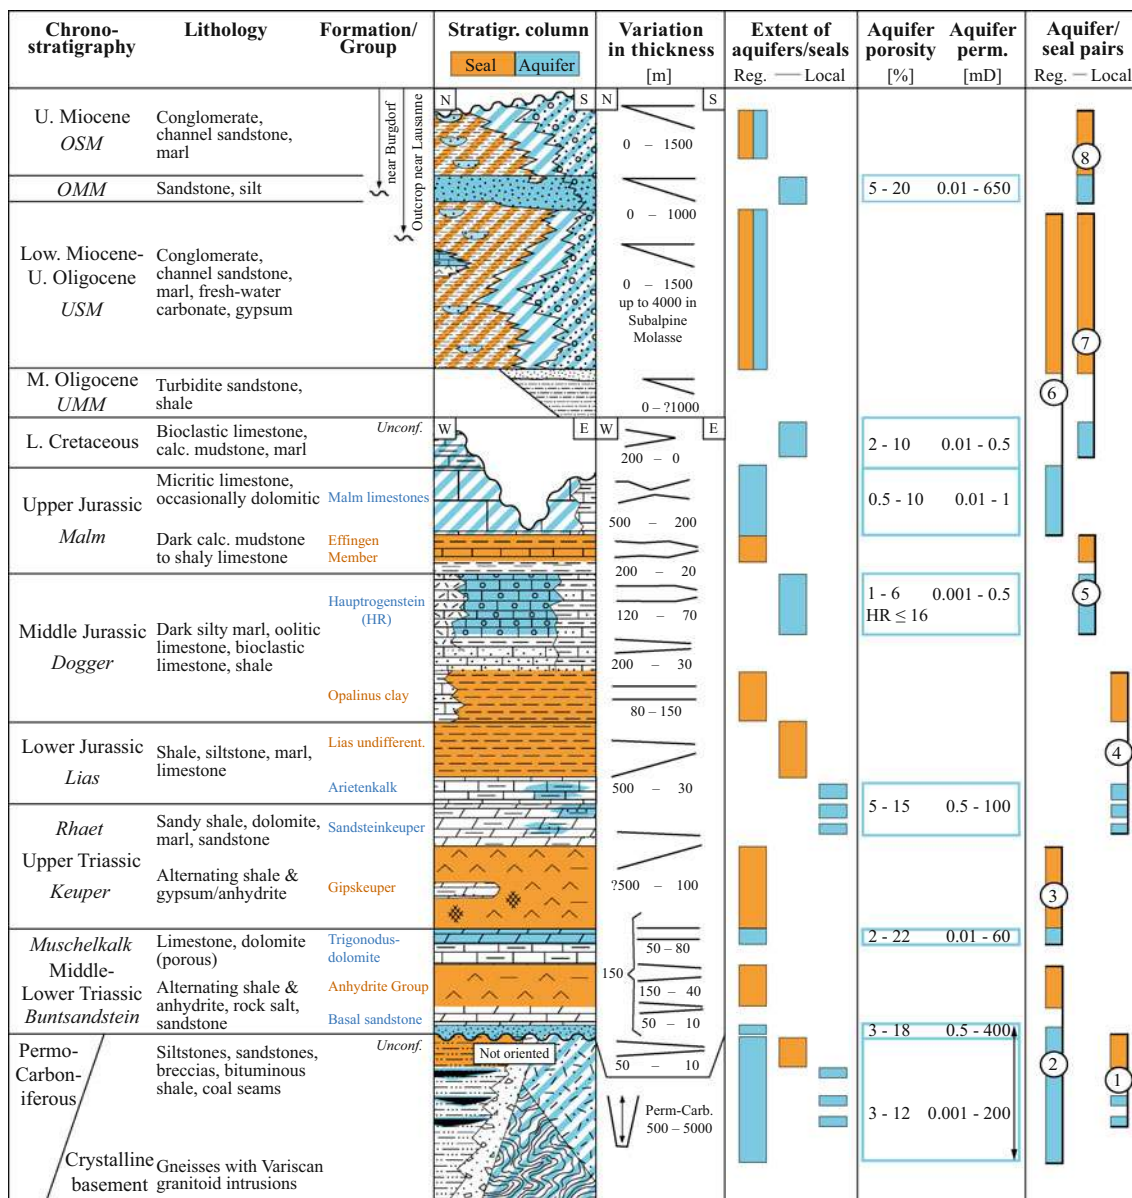 Chrono-
stratigraphy
Lithology
Formation/
Group
Stratigr. column
Seal Aquifer
Variation
in thickness
[m]
Extent of
aquifers/seals
Reg. — Local
Aquifer
porosity
[%]
Aquifer
perm.
[mD]
Aquifer/
seal pairs
Reg. — Local
U. Miocene
OSM
Conglomerate,
channel sandstone,
marl
near Burgdorf
Outcrop near Lausanne
N S
N S
0 – 1500
8
OMM
Sandstone, silt
0 – 1000
5 - 20 0.01 - 650
Low. Miocene-
U. Oligocene
USM
Conglomerate,
channel sandstone,
marl, fresh-water
carbonate, gypsum
0 – 1500
up to 4000 in
Subalpine
Molasse
7
M. Oligocene
UMM
Turbidite sandstone,
shale
0 – ?1000
6
L. Cretaceous
Bioclastic limestone,
calc. mudstone, marl
Unconf.
W E
W E
200 – 0
2 - 10 0.01 - 0.5
Upper Jurassic
Malm
Micritic limestone,
occasionally dolomitic
Malm limestones
500 – 200
0.5 - 10 0.01 - 1
Dark calc. mudstone
to shaly limestone
Effingen
Member
200 – 20
Middle Jurassic
Dogger
Dark silty marl, oolitic
limestone, bioclastic
limestone, shale
Hauptrogenstein
(HR)
120 – 70
1 - 6 0.001 - 0.5
HR ≤ 16
5
200 – 30
Opalinus clay
80 – 150
Lower Jurassic
Lias
Shale, siltstone, marl,
limestone
Lias undifferent.
4
Arietenkalk
500 – 30
5 - 15 0.5 - 100
Rhaet
Upper Triassic
Keuper
Sandy shale, dolomite,
marl, sandstone
Sandsteinkeuper
Alternating shale &
gypsum/anhydrite
Gipskeuper
?500 – 100
3
Muschelkalk
Middle-
Lower Triassic
Buntsandstein
Limestone, dolomite
(porous)
Trigonodus-
dolomite
50 – 80
2 - 22 0.01 - 60
150
Alternating shale &
anhydrite, rock salt,
sandstone
Anhydrite Group
150 – 40
Basal sandstone
50 – 10
3 - 18 0.5 - 400
Permo-
Carbon-
iferous
Siltstones, sandstones,
breccias, bituminous
shale, coal seams
Unconf.
Not oriented
50 – 10
2
1
Perm-Carb.
500 – 5000
3 - 12 0.001 - 200
Crystalline
basement
Gneisses with Variscan
granitoid intrusions